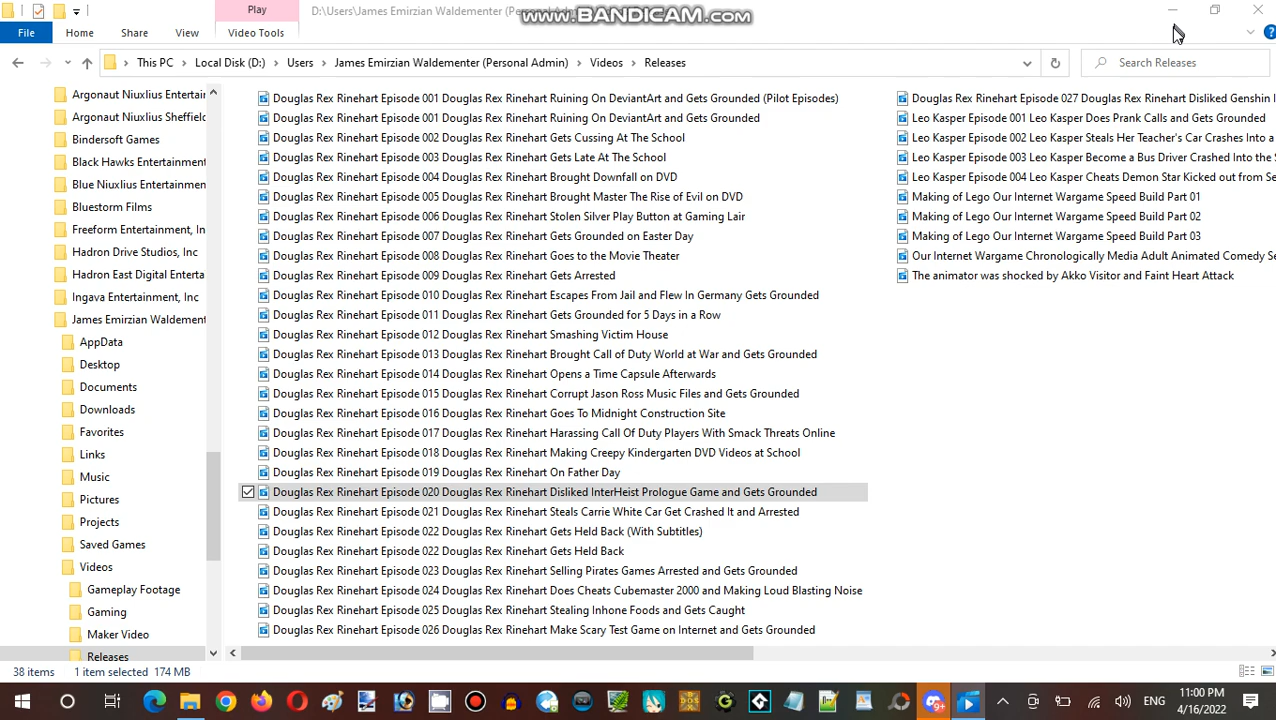 Play
D:\Users\James Emirzian Waldementer (Personal Admin)\Videos\Releases
www.BANDICAM.com
File
Home
Share
View
Video Tools
This PC
Local Disk (D:)
Users
James Emirzian Waldementer (Personal Admin)
Videos
Releases
Search Releases
Argonaut Niuxlius Entertai
Argonaut Niuxlius Sheffield
Bindersoft Games
Black Hawks Entertainment
Blue Niuxlius Entertainmen
Bluestorm Films
Freeform Entertainment, In
Hadron Drive Studios, Inc
Hadron East Digital Enterta
Ingava Entertainment, Inc
James Emirzian Waldement
AppData
Desktop
Documents
Downloads
Favorites
Links
Music
Pictures
Projects
Saved Games
Videos
Gameplay Footage
Gaming
Maker Video
Releases
Douglas Rex Rinehart Episode 001 Douglas Rex Rinehart Ruining On DeviantArt and Gets Grounded (Pilot Episodes)
Douglas Rex Rinehart Episode 001 Douglas Rex Rinehart Ruining On DeviantArt and Gets Grounded
Douglas Rex Rinehart Episode 002 Douglas Rex Rinehart Gets Cussing At The School
Douglas Rex Rinehart Episode 003 Douglas Rex Rinehart Gets Late At The School
Douglas Rex Rinehart Episode 004 Douglas Rex Rinehart Brought Downfall on DVD
Douglas Rex Rinehart Episode 005 Douglas Rex Rinehart Brought Master The Rise of Evil on DVD
Douglas Rex Rinehart Episode 006 Douglas Rex Rinehart Stolen Silver Play Button at Gaming Lair
Douglas Rex Rinehart Episode 007 Douglas Rex Rinehart Gets Grounded on Easter Day
Douglas Rex Rinehart Episode 008 Douglas Rex Rinehart Goes to the Movie Theater
Douglas Rex Rinehart Episode 009 Douglas Rex Rinehart Gets Arrested
Douglas Rex Rinehart Episode 010 Douglas Rex Rinehart Escapes From Jail and Flew In Germany Gets Grounded
Douglas Rex Rinehart Episode 011 Douglas Rex Rinehart Gets Grounded for 5 Days in a Row
Douglas Rex Rinehart Episode 012 Douglas Rex Rinehart Smashing Victim House
Douglas Rex Rinehart Episode 013 Douglas Rex Rinehart Brought Call of Duty World at War and Gets Grounded
Douglas Rex Rinehart Episode 014 Douglas Rex Rinehart Opens a Time Capsule Afterwards
Douglas Rex Rinehart Episode 015 Douglas Rex Rinehart Corrupt Jason Ross Music Files and Gets Grounded
Douglas Rex Rinehart Episode 016 Douglas Rex Rinehart Goes To Midnight Construction Site
Douglas Rex Rinehart Episode 017 Douglas Rex Rinehart Harassing Call Of Duty Players With Smack Threats Online
Douglas Rex Rinehart Episode 018 Douglas Rex Rinehart Making Creepy Kindergarten DVD Videos at School
Douglas Rex Rinehart Episode 019 Douglas Rex Rinehart On Father Day
Douglas Rex Rinehart Episode 020 Douglas Rex Rinehart Disliked InterHeist Prologue Game and Gets Grounded
Douglas Rex Rinehart Episode 021 Douglas Rex Rinehart Steals Carrie White Car Get Crashed It and Arrested
Douglas Rex Rinehart Episode 022 Douglas Rex Rinehart Gets Held Back (With Subtitles)
Douglas Rex Rinehart Episode 022 Douglas Rex Rinehart Gets Held Back
Douglas Rex Rinehart Episode 023 Douglas Rex Rinehart Selling Pirates Games Arrested and Gets Grounded
Douglas Rex Rinehart Episode 024 Douglas Rex Rinehart Does Cheats Cubemaster 2000 and Making Loud Blasting Noise
Douglas Rex Rinehart Episode 025 Douglas Rex Rinehart Stealing Inhone Foods and Gets Caught
Douglas Rex Rinehart Episode 026 Douglas Rex Rinehart Make Scary Test Game on Internet and Gets Grounded
Douglas Rex Rinehart Episode 027 Douglas Rex Rinehart Disliked Genshin I
Leo Kasper Episode 001 Leo Kasper Does Prank Calls and Gets Grounded
Leo Kasper Episode 002 Leo Kasper Steals Her Teacher's Car Crashes Into a
Leo Kasper Episode 003 Leo Kasper Become a Bus Driver Crashed Into the
Leo Kasper Episode 004 Leo Kasper Cheats Demon Star Kicked out from Se
Making of Lego Our Internet Wargame Speed Build Part 01
Making of Lego Our Internet Wargame Speed Build Part 02
Making of Lego Our Internet Wargame Speed Build Part 03
Our Internet Wargame Chronologically Media Adult Animated Comedy Se
The animator was shocked by Akko Visitor and Faint Heart Attack
38 items
1 item selected 174 MB
ENG
11:00 PM
4/16/2022